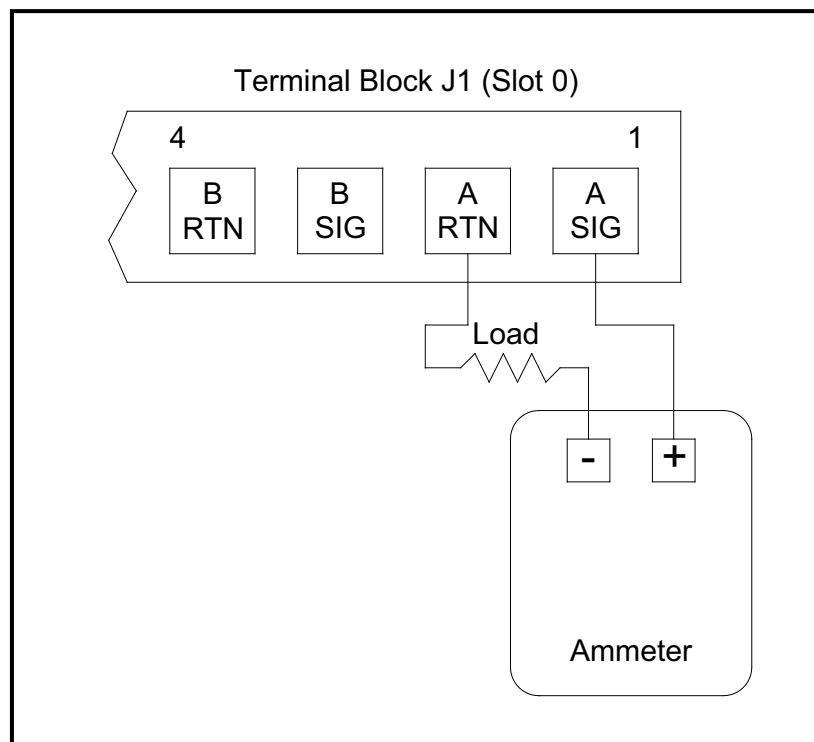 Terminal Block J1 (Slot 0)
4 1
B RTN B SIG A RTN A SIG
Load
- +
Ammeter